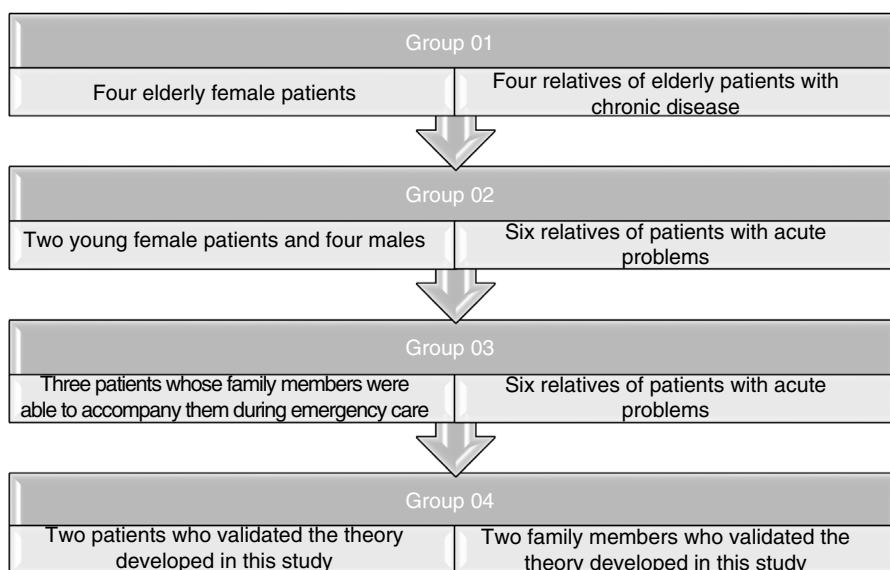 Group 01
Four elderly female patients
Four relatives of elderly patients with
chronic disease
Group 02
Two young female patients and four males
Six relatives of patients with acute
problems
Group 03
Three patients whose family members were
able to accompany them during emergency care
Six relatives of patients with acute
problems
Group 04
Two patients who validated the theory
developed in this study
Two family members who validated the
theory developed in this study